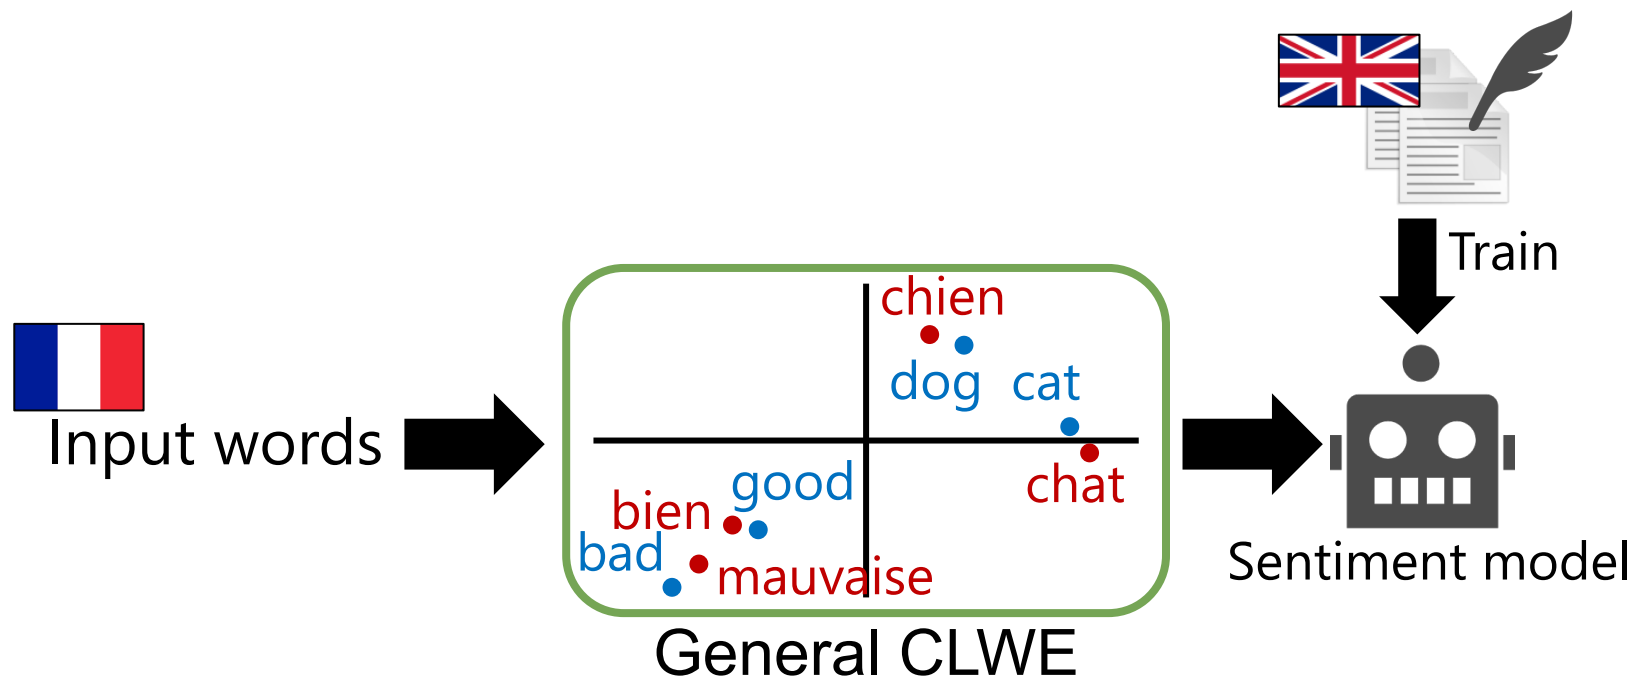 Train
Input words
chien
dog
cat
chat
good
bien
bad
mauvaise
Sentiment model
General CLWE